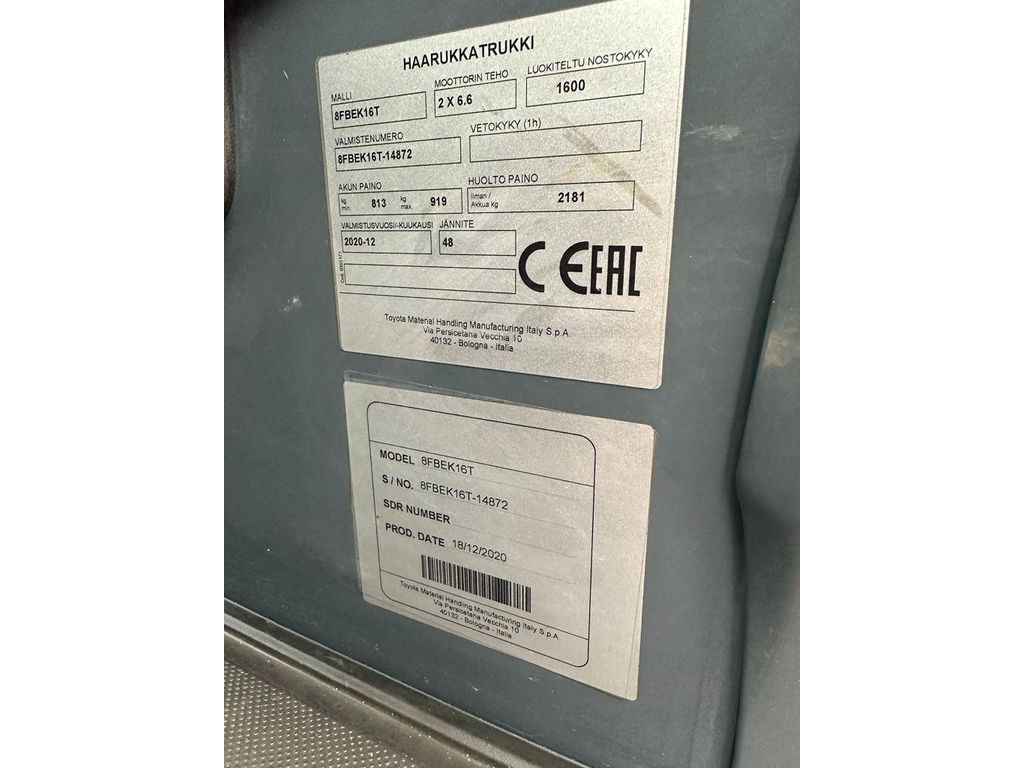 HAARUKKATRUKKI
MALLI MOOTTORIN TEHO LUOKITELTU NOSTOKYKY
8FBEK16T 2 X 6.6 1600
VALMISTENUMERO VETOKYKY (1h)
8FBEK16T-14872
AKUN PAINO HUOLTO PAINO
kg min. 813 kg max. 919 Ilman / Akkua kg 2181
VALMISTUSVUOSI/-KUUKAUSI JÄNNITE
2020-12 48
CE EAC
Toyota Material Handling Manufacturing Italy S.p.A.
Via Persicetana Vecchia 10
40132 - Bologna - Italia
MODEL 8FBEK16T
S / NO. 8FBEK16T-14872
SDR NUMBER
PROD. DATE 18/12/2020
Toyota Material Handling Manufacturing Italy S.p.A.
Via Persicetana Vecchia 10
40132 - Bologna - Italia